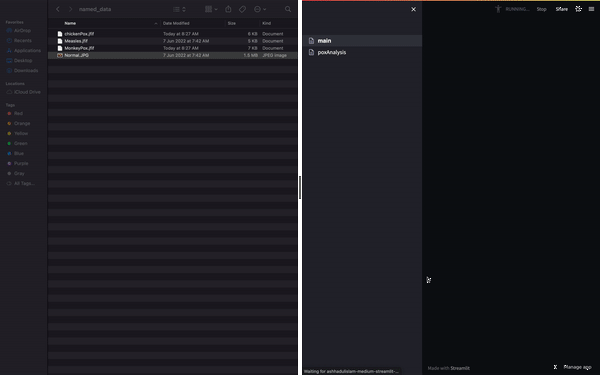 named_data
Favorites
AirDrop
Recents
Applications
Desktop
Downloads
Locations
iCloud Drive
Tags
Red
Orange
Yellow
Green
Blue
Purple
Gray
All Tags...
Name Date Modified Size Kind
chickenPox.jfif Today at 8:27 AM 6 KB Document
Measles.jfif 7 Jun 2022 at 7:42 AM 5 KB Document
MonkeyPox.jfif Today at 8:27 AM 7 KB Document
Normal.JPG 7 Jun 2022 at 7:42 AM 1.5 MB JPEG image
RUNNING... Stop Share
main
poxAnalysis
Waiting for ashhadulislam-medium-streamlit-...
Made with Streamlit
Manage app